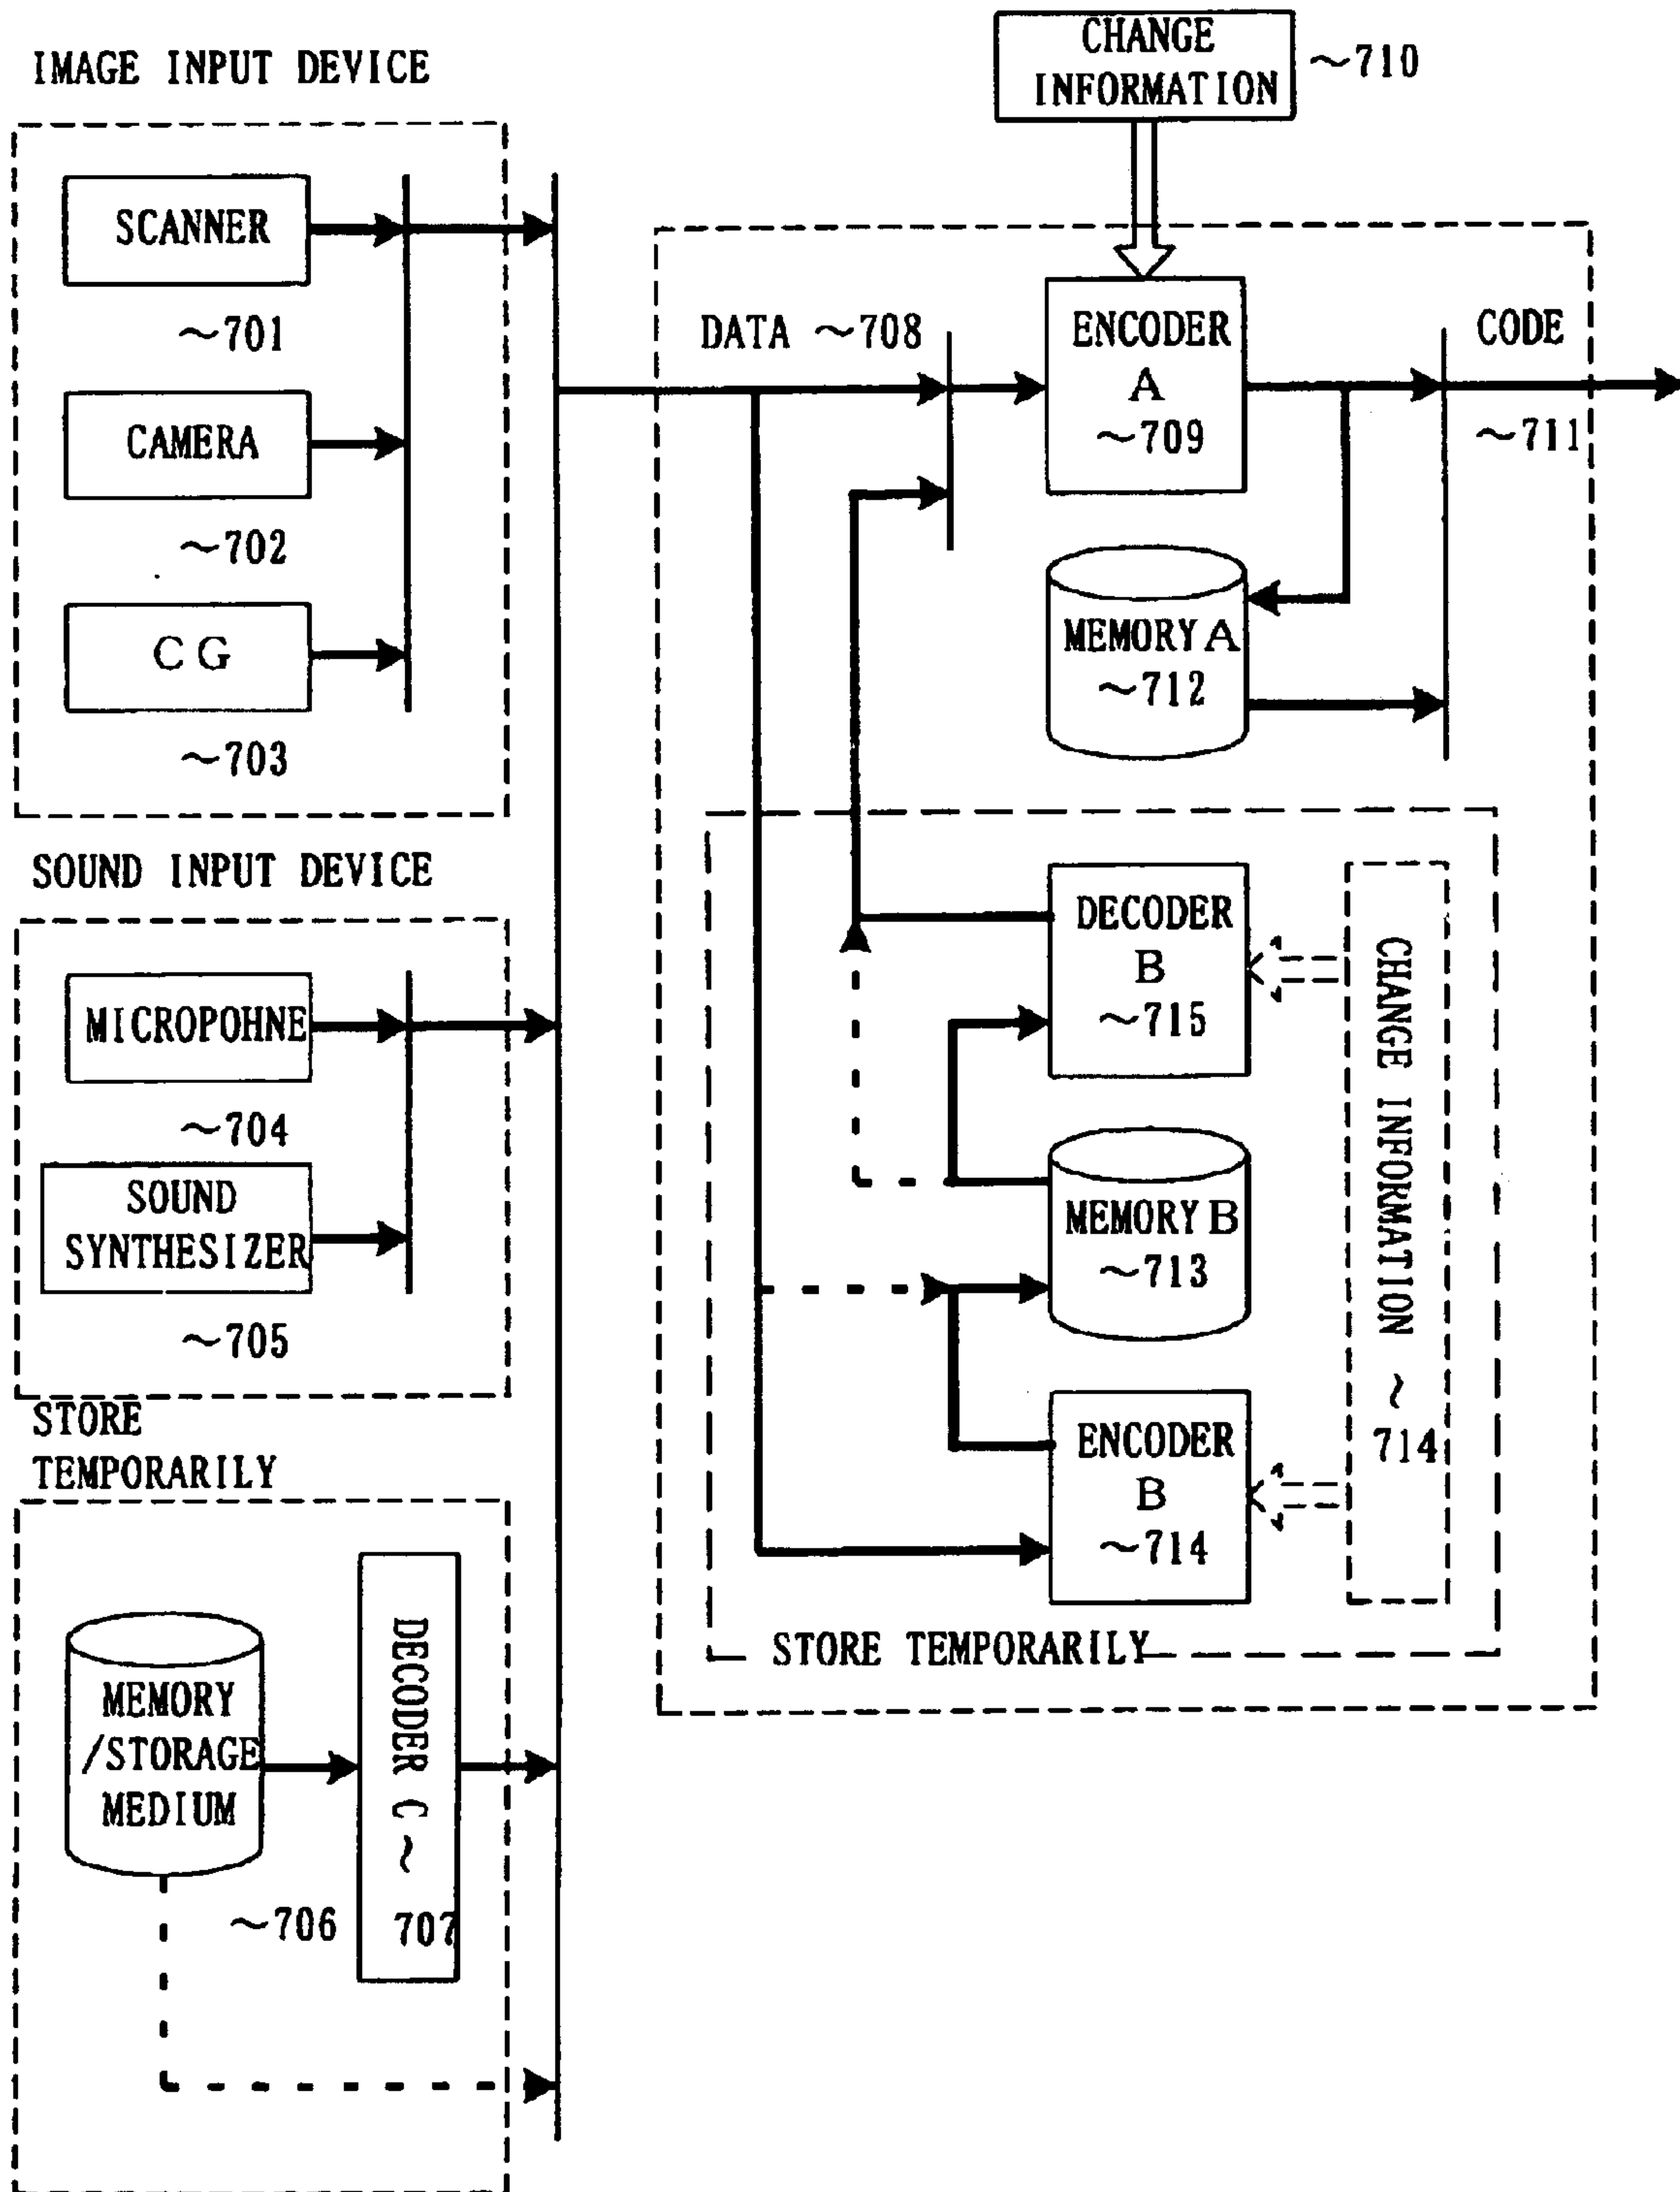 IMAGE INPUT DEVICE
SCANNER
~701
CAMERA
~702
CG
~703
SOUND INPUT DEVICE
MICROPOHNE
~704
SOUND
SYNTHESIZER
~705
STORE
TEMPORARILY
MEMORY
/STORAGE
MEDIUM
~706
DECODER C ~
707
CHANGE
INFORMATION
~710
DATA ~708
ENCODER
A
~709
CODE
~711
MEMORY A
~712
DECODER
B
~715
MEMORY B
~713
ENCODER
B
~714
CHANGE INFORMATION ~
714
STORE TEMPORARILY